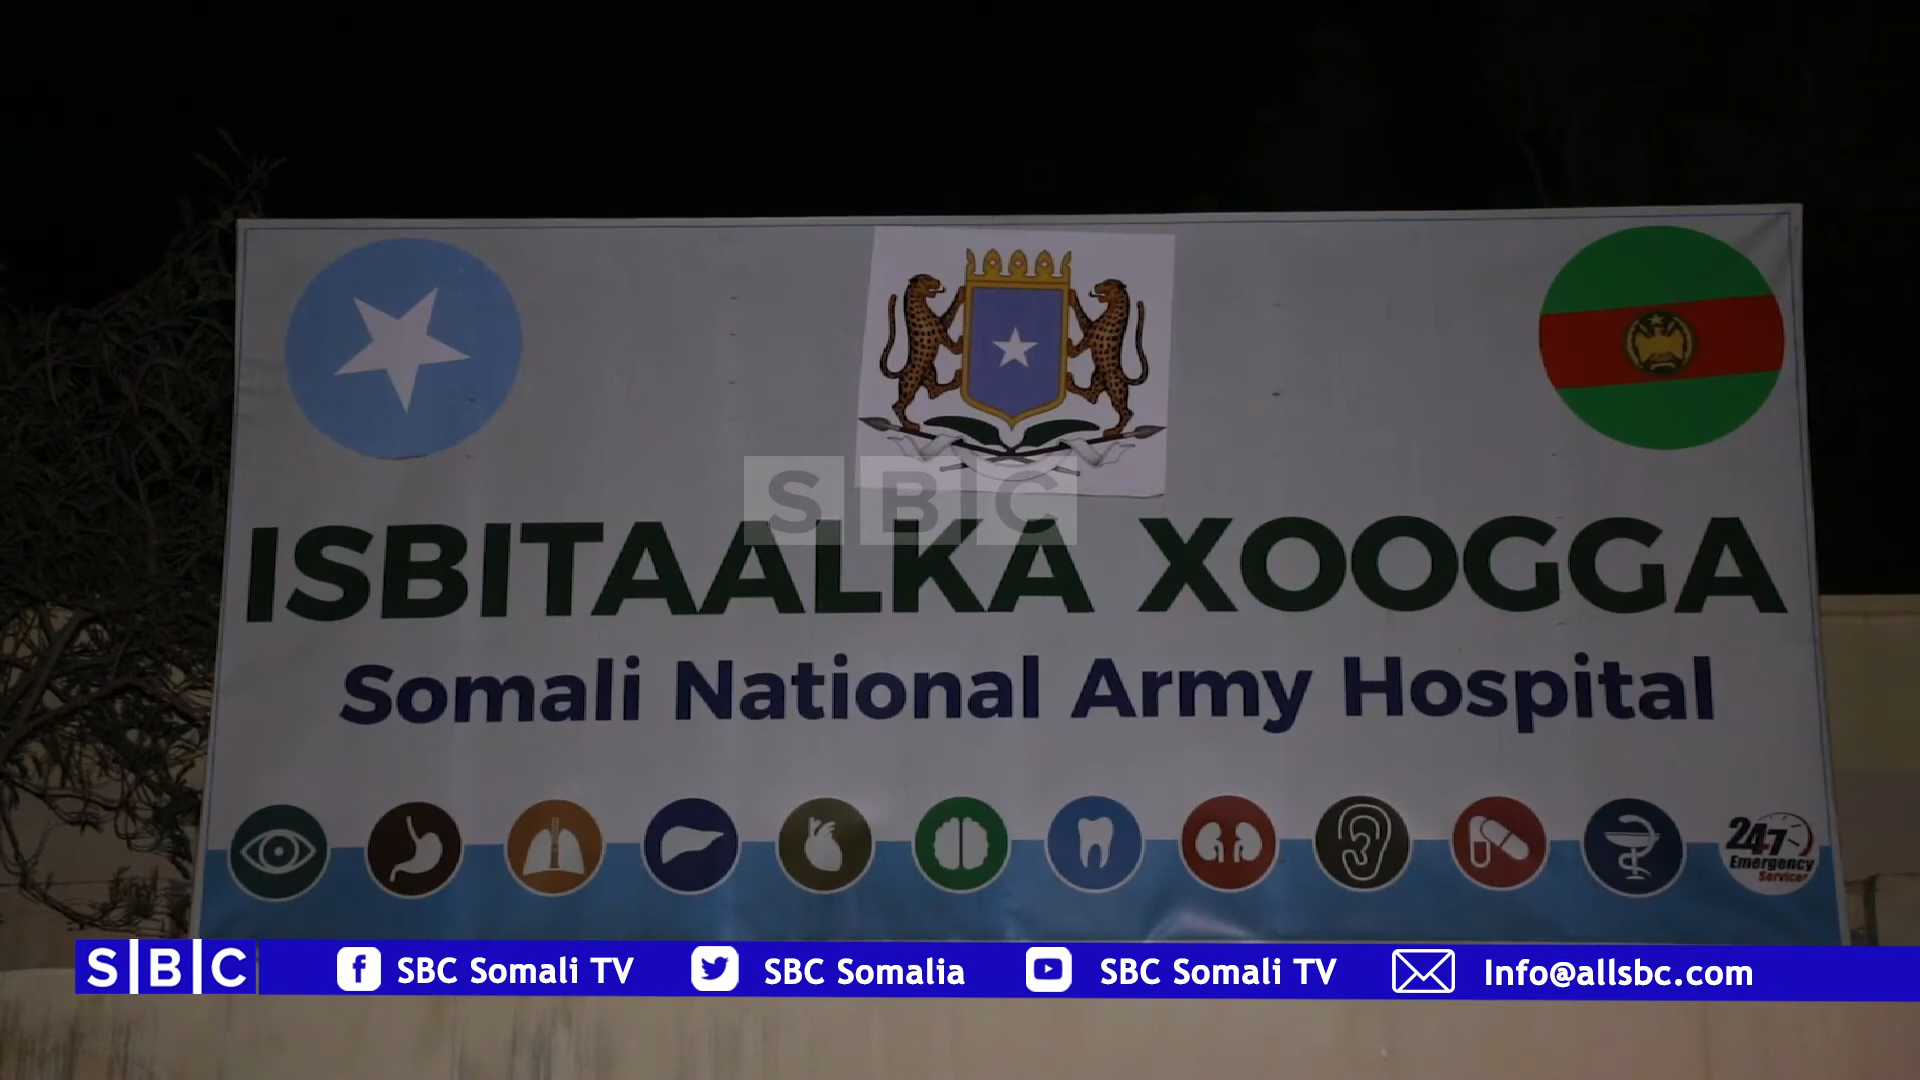 SBC
ISBITAALKA XOOGGA
Somali National Army Hospital
24/7
Emergency
Services
S|B|C SBC Somali TV SBC Somalia SBC Somali TV Info@allsbc.com